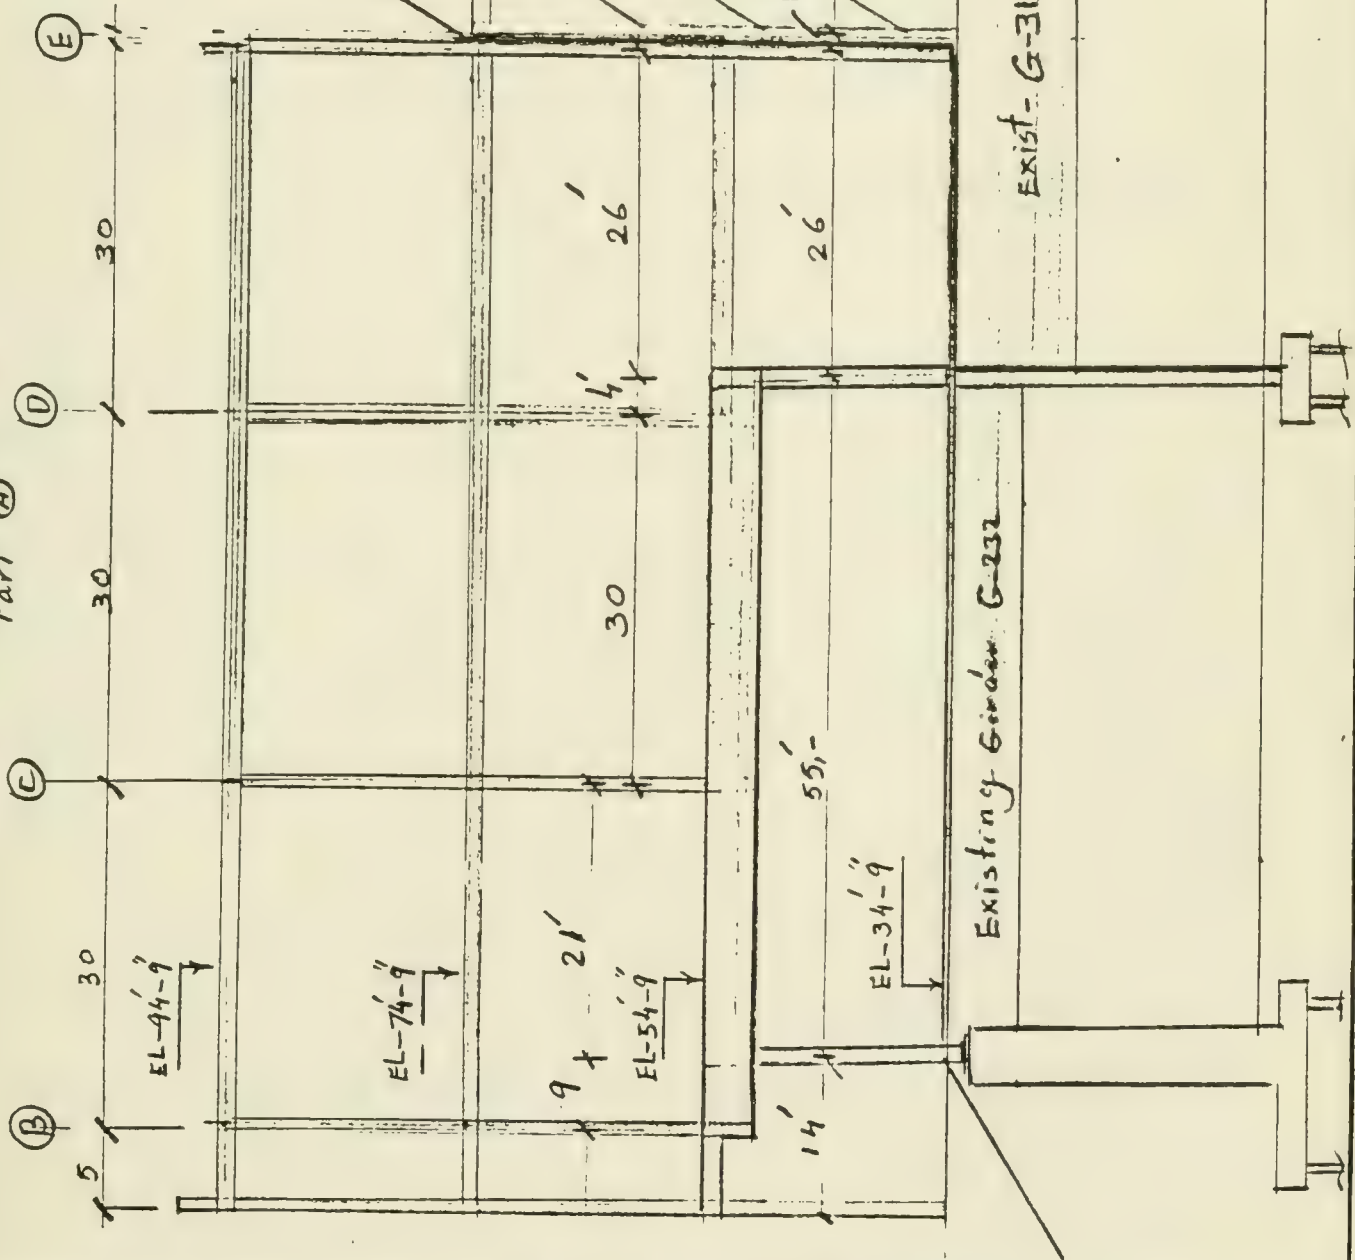 Part Ⓐ
Ⓑ Ⓒ Ⓓ Ⓔ
5 30 30 30
EL-94'-9"
EL-74'-9"
9 21' 30 4' 26'
EL-54'-9"
14' 55,-' 26'
EL-34'-9"
Existing Girder G-232
Exist- G-31